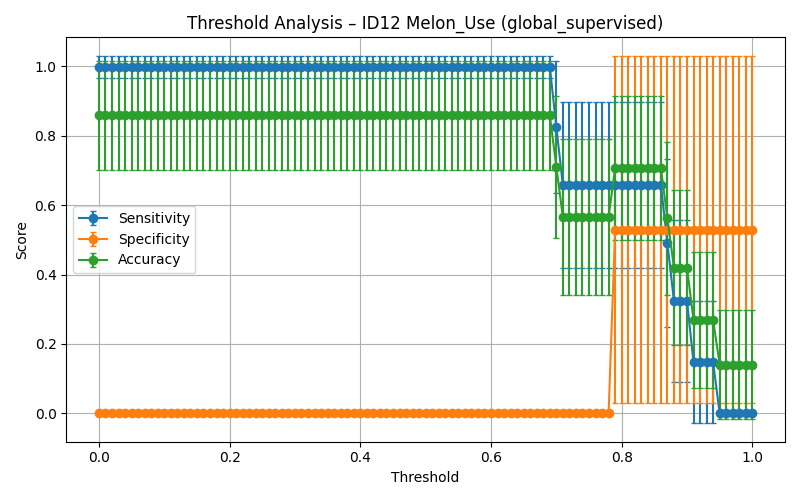 Threshold Analysis – ID12 Melon_Use (global_supervised)
1.0
0.8
0.6
0.4
0.2
0.0
Score
Sensitivity
Specificity
Accuracy
0.0 0.2 0.4 0.6 0.8 1.0
Threshold